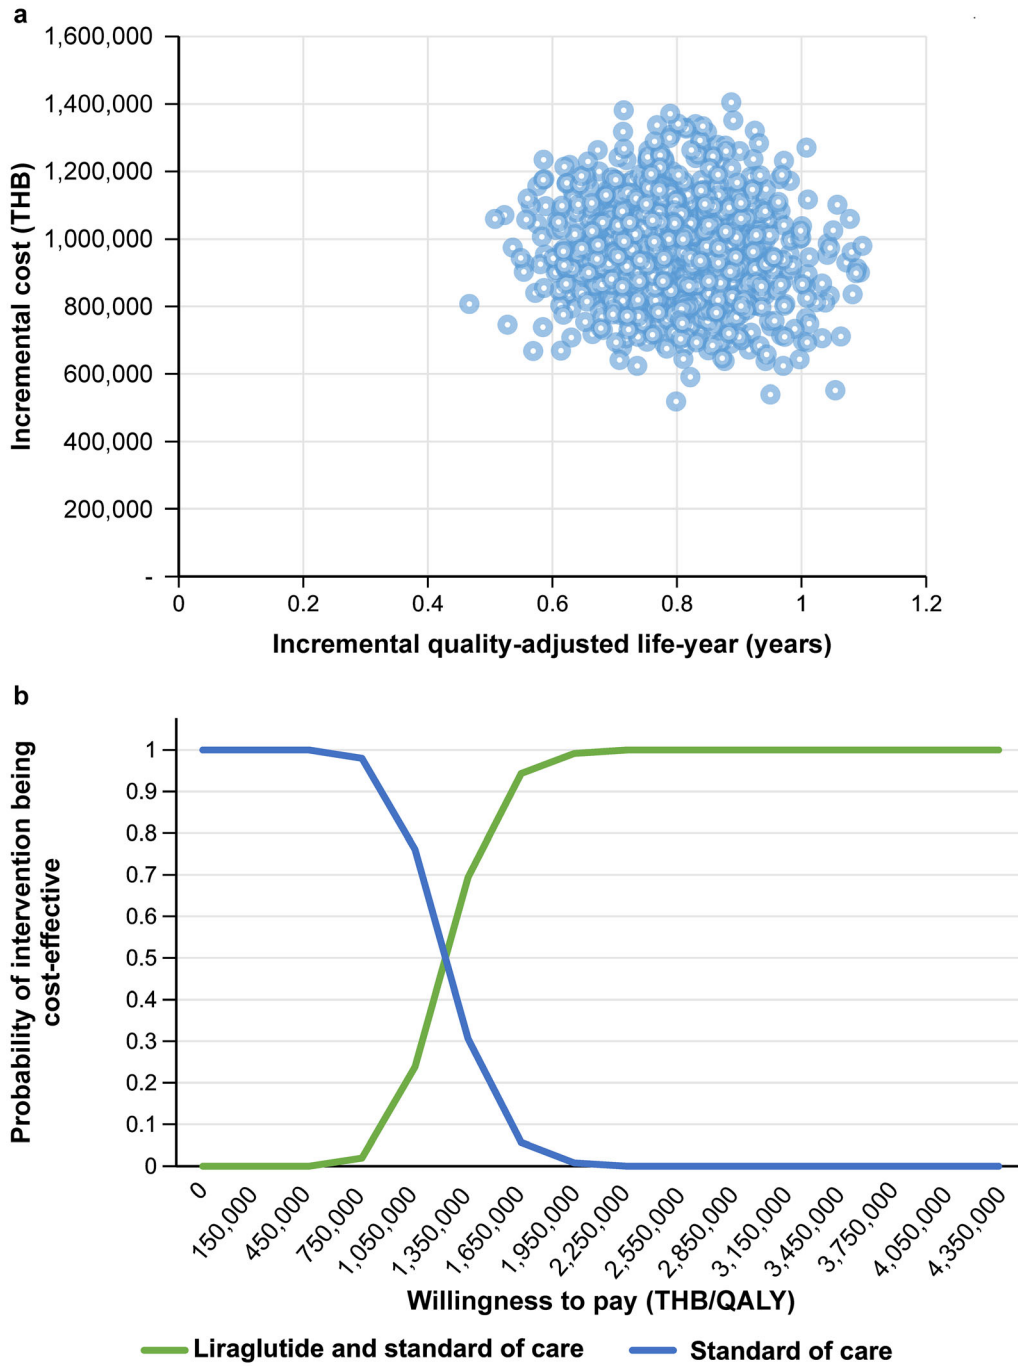 a
1,600,000
1,400,000
1,200,000
1,000,000
800,000
600,000
400,000
200,000
-
Incremental cost (THB)
0 0.2 0.4 0.6 0.8 1 1.2
Incremental quality-adjusted life-year (years)
b
1
0.9
0.8
0.7
0.6
0.5
0.4
0.3
0.2
0.1
0
Probability of intervention being
cost-effective
0 150,000 450,000 750,000 1,050,000 1,350,000 1,650,000 1,950,000 2,250,000 2,550,000 2,850,000 3,150,000 3,450,000 3,750,000 4,050,000 4,350,000
Willingness to pay (THB/QALY)
Liraglutide and standard of care Standard of care